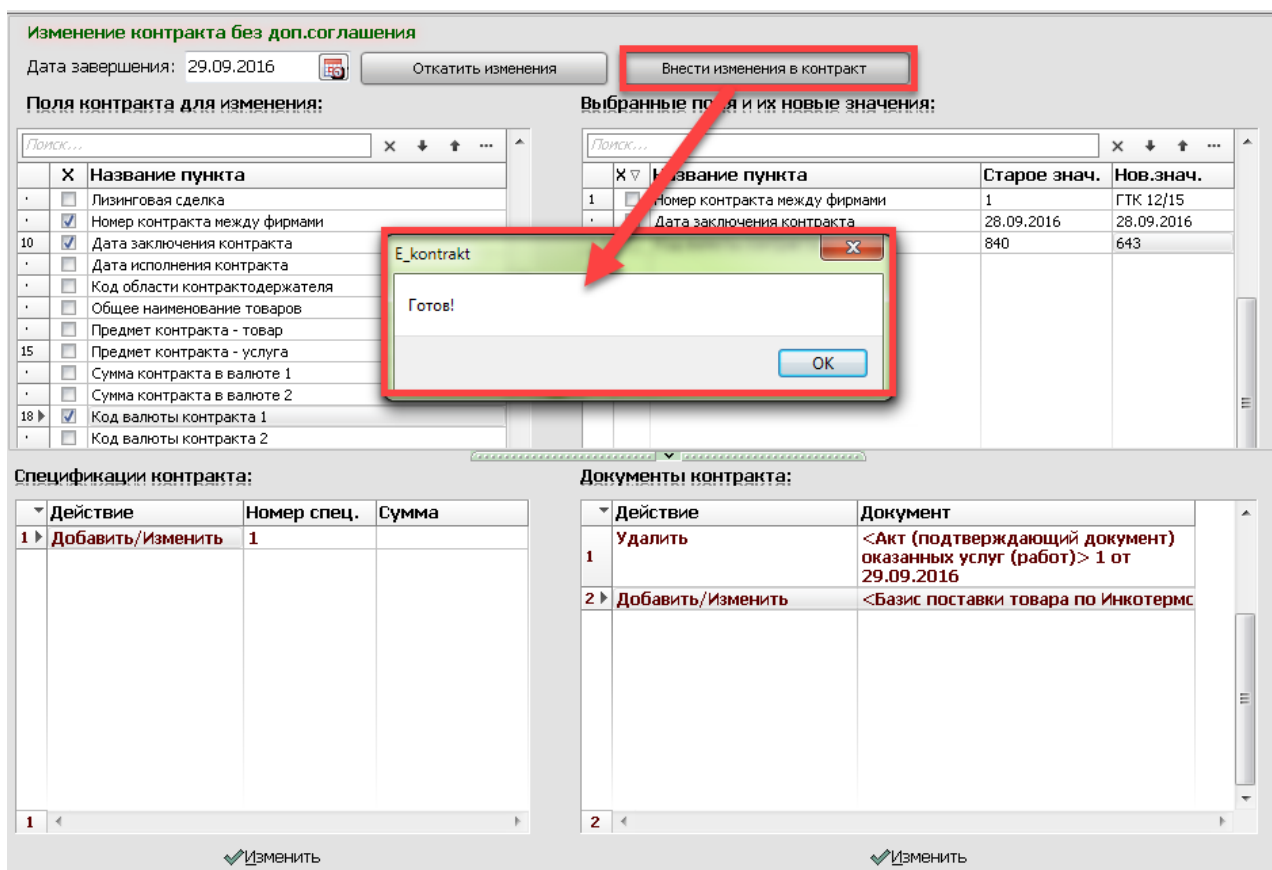 Изменение контракта без доп.соглашения
Дата завершения: 29.09.2016 Откатить изменения Внести изменения в контракт
Поля контракта для изменения:
Выбранные поля и их новые значения:
Поиск...
X Название пункта
Лизинговая сделка
Номер контракта между фирмами
10 Дата заключения контракта
Дата исполнения контракта
Код области контрактодержателя
Общее наименование товаров
Предмет контракта - товар
15 Предмет контракта - услуга
Сумма контракта в валюте 1
Сумма контракта в валюте 2
18 Код валюты контракта 1
Код валюты контракта 2
Поиск...
X Название пункта Старое знач. Нов.знач.
1 Номер контракта между фирмами 1 ГТК 12/15
Дата заключения контракта 28.09.2016 28.09.2016
840 643
E_kontrakt
Готов!
OK
Спецификации контракта:
Действие Номер спец. Сумма
1 Добавить/Изменить 1
1
Изменить
Документы контракта:
Действие Документ
1 Удалить <Акт (подтверждающий документ)
оказанных услуг (работ)> 1 от
29.09.2016
2 Добавить/Изменить <Базис поставки товара по Инкотермс
2
Изменить